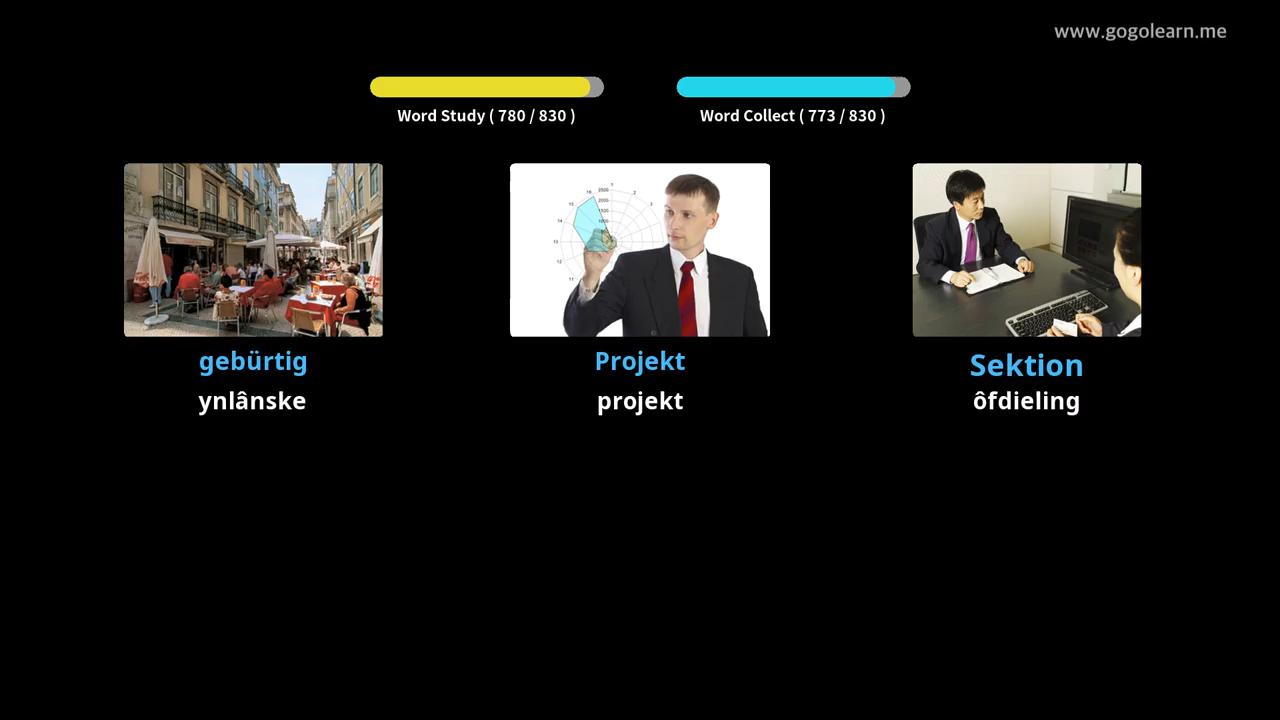 www.gogolearn.me
Word Study ( 780 / 830 )
Word Collect ( 773 / 830 )
gebürtig
ynlânske
Projekt
projekt
Sektion
ôfdieling